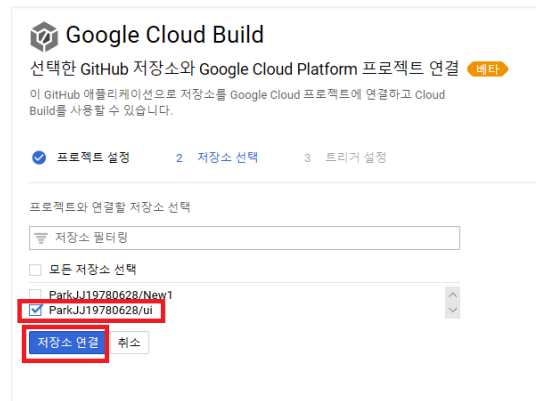 Google Cloud Build
선택한 GitHub 저장소와 Google Cloud Platform 프로젝트 연결 베타
이 GitHub 애플리케이션으로 저장소를 Google Cloud 프로젝트에 연결하고 Cloud
Build를 사용할 수 있습니다.
프로젝트 설정 2 저장소 선택 3 트리거 설정
프로젝트와 연결할 저장소 선택
저장소 필터링
모든 저장소 선택
ParkJJ19780628/New1
ParkJJ19780628/ui
저장소 연결 취소